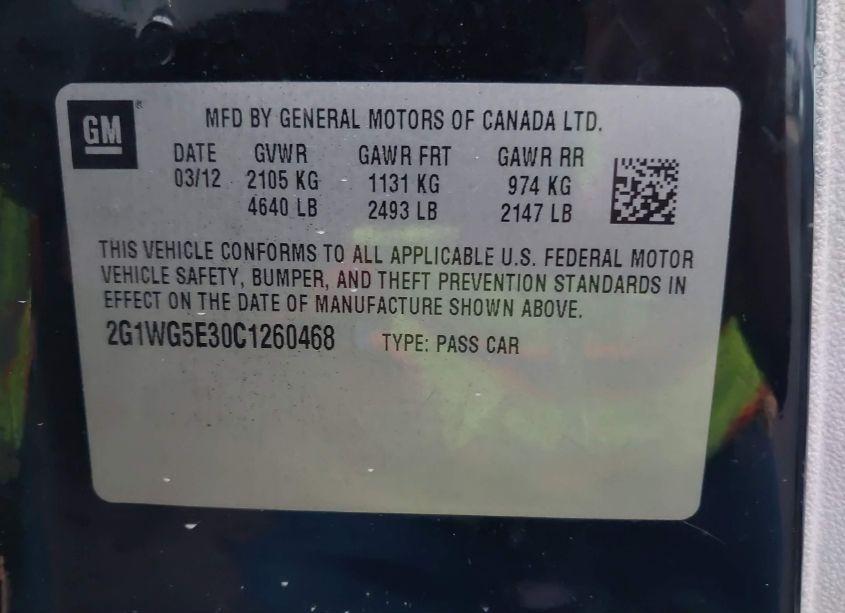 GM
MFD BY GENERAL MOTORS OF CANADA LTD.
DATE GVWR GAWR FRT GAWR RR
03/12 2105 KG 1131 KG 974 KG
4640 LB 2493 LB 2147 LB
THIS VEHICLE CONFORMS TO ALL APPLICABLE U.S. FEDERAL MOTOR
VEHICLE SAFETY, BUMPER, AND THEFT PREVENTION STANDARDS IN
EFFECT ON THE DATE OF MANUFACTURE SHOWN ABOVE.
2G1WG5E30C1260468 TYPE: PASS CAR